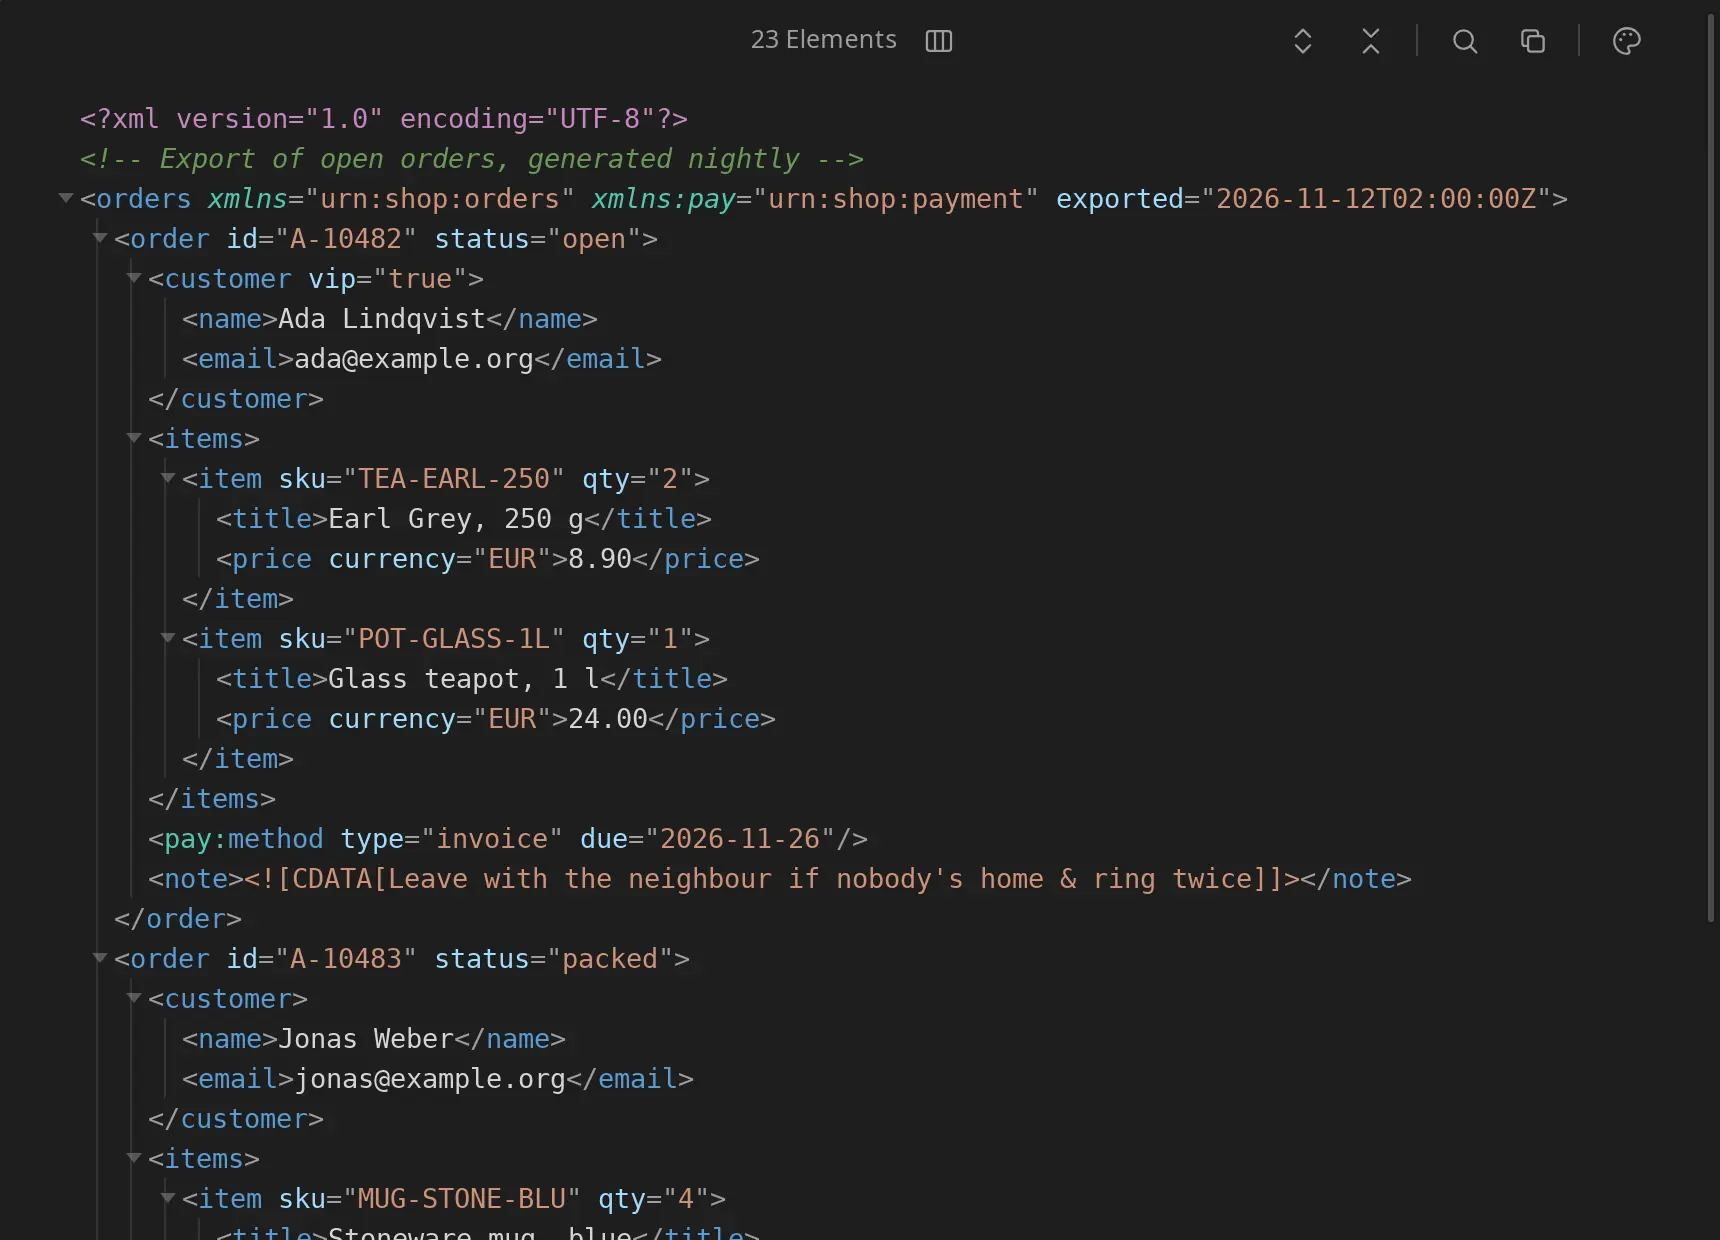 23 Elements
<?xml version="1.0" encoding="UTF-8"?>
<!-- Export of open orders, generated nightly -->
<orders xmlns="urn:shop:orders" xmlns:pay="urn:shop:payment" exported="2026-11-12T02:00:00Z">
<order id="A-10482" status="open">
<customer vip="true">
<name>Ada Lindqvist</name>
<email>ada@example.org</email>
</customer>
<items>
<item sku="TEA-EARL-250" qty="2">
<title>Earl Grey, 250 g</title>
<price currency="EUR">8.90</price>
</item>
<item sku="POT-GLASS-1L" qty="1">
<title>Glass teapot, 1 l</title>
<price currency="EUR">24.00</price>
</item>
</items>
<pay:method type="invoice" due="2026-11-26"/>
<note><![CDATA[Leave with the neighbour if nobody's home & ring twice]]></note>
</order>
<order id="A-10483" status="packed">
<customer>
<name>Jonas Weber</name>
<email>jonas@example.org</email>
</customer>
<items>
<item sku="MUG-STONE-BLU" qty="4">
<title>Stoneware mug, blue</title>